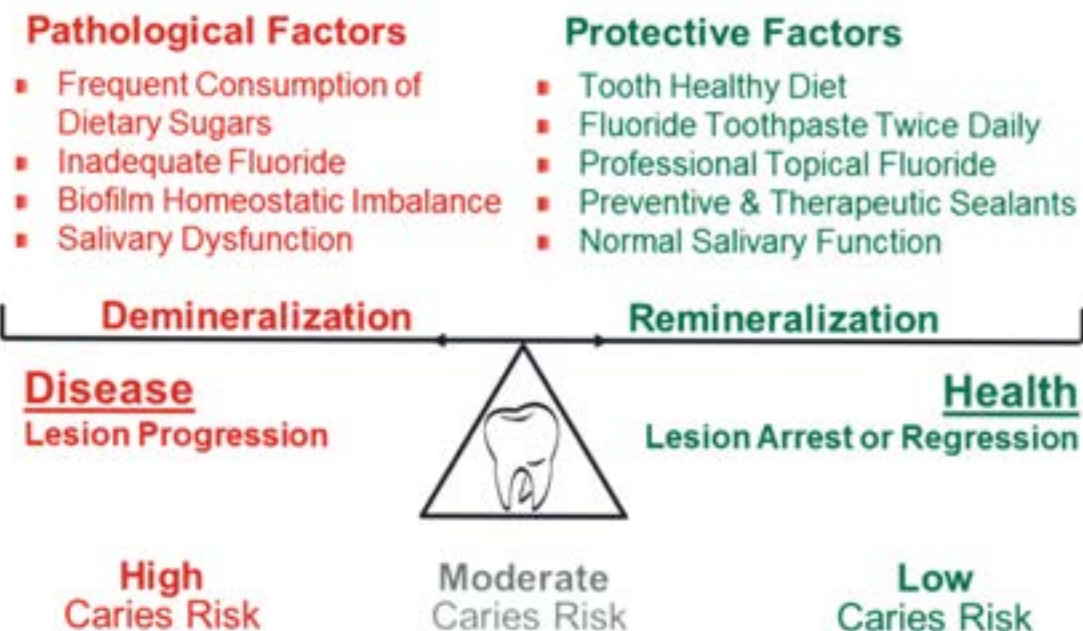 Pathological Factors
Frequent Consumption of
Dietary Sugars
Inadequate Fluoride
Biofilm Homeostatic Imbalance
Salivary Dysfunction
Protective Factors
Tooth Healthy Diet
Fluoride Toothpaste Twice Daily
Professional Topical Fluoride
Preventive & Therapeutic Sealants
Normal Salivary Function
Demineralization
Remineralization
Disease
Lesion Progression
Health
Lesion Arrest or Regression
High
Caries Risk
Moderate
Caries Risk
Low
Caries Risk